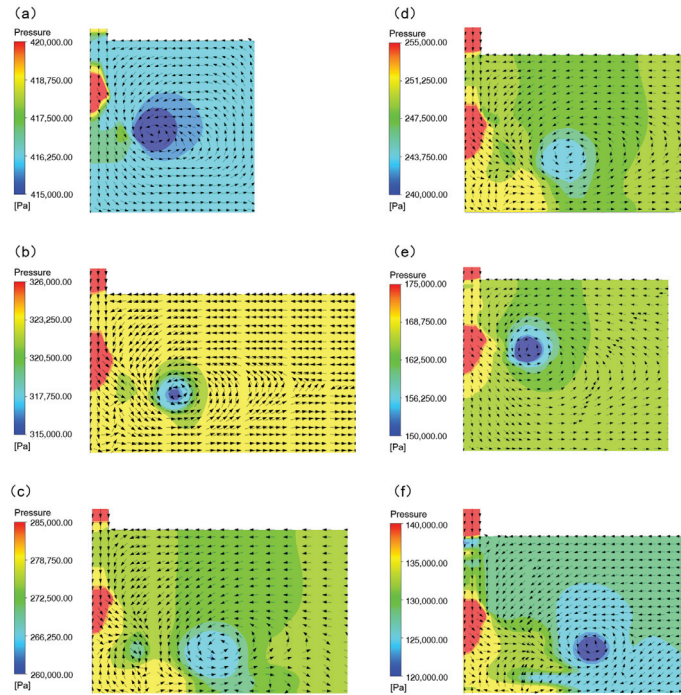 (a)
Pressure
420,000.00
418,750.00
417,500.00
416,250.00
415,000.00
[Pa]
(b)
Pressure
326,000.00
323,250.00
320,500.00
317,750.00
315,000.00
[Pa]
(c)
Pressure
285,000.00
278,750.00
272,500.00
266,250.00
260,000.00
[Pa]
(d)
Pressure
255,000.00
251,250.00
247,500.00
243,750.00
240,000.00
[Pa]
(e)
Pressure
175,000.00
168,750.00
162,500.00
156,250.00
150,000.00
[Pa]
(f)
Pressure
140,000.00
135,000.00
130,000.00
125,000.00
120,000.00
[Pa]